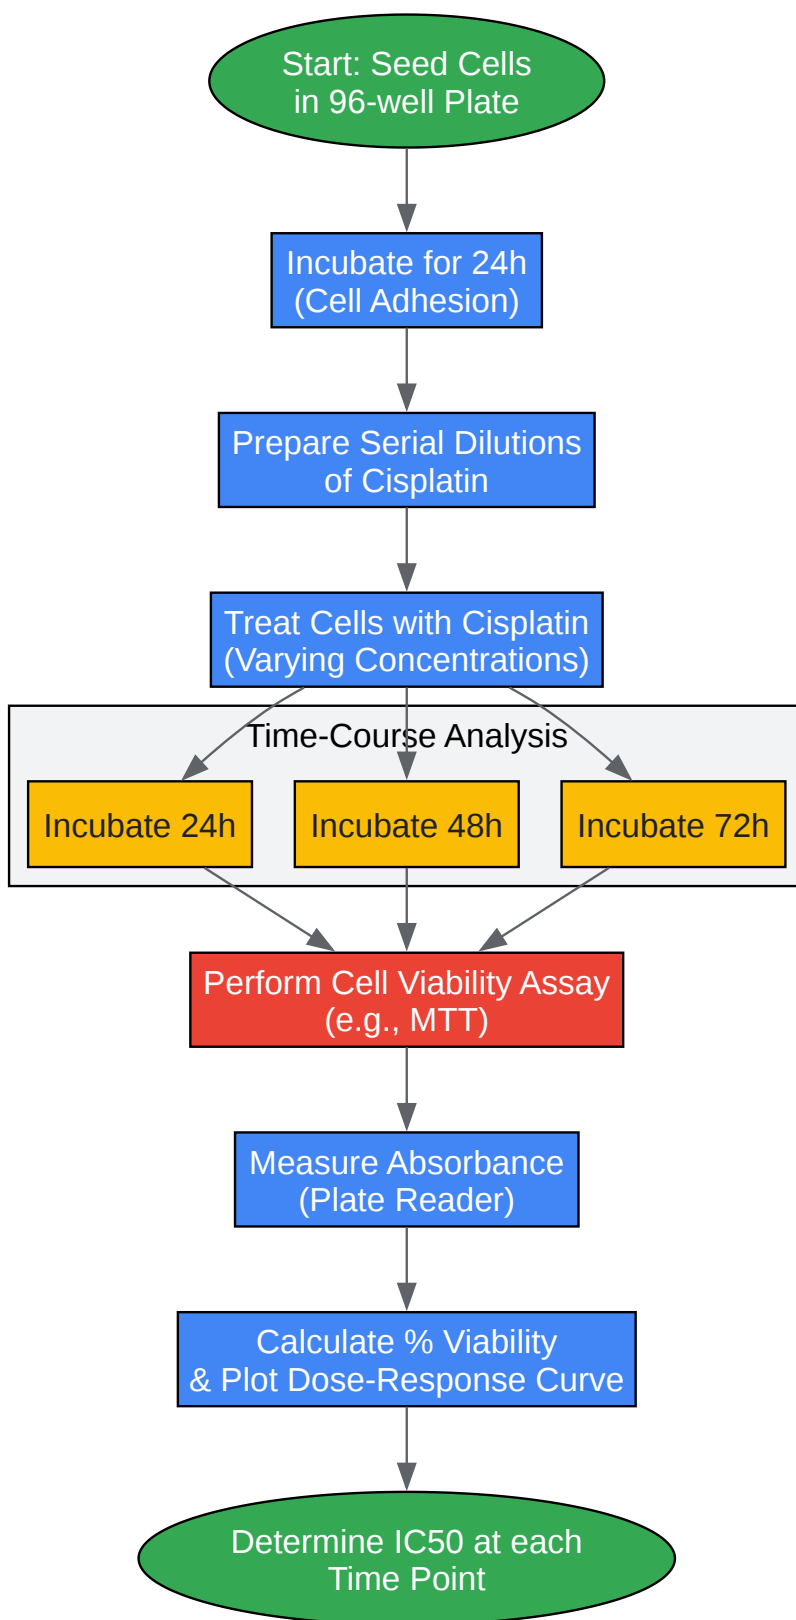 Start: Seed Cells
in 96-well Plate
Incubate for 24h
(Cell Adhesion)
Prepare Serial Dilutions
of Cisplatin
Treat Cells with Cisplatin
(Varying Concentrations)
Time-Course Analysis
Incubate 24h
Incubate 48h
Incubate 72h
Perform Cell Viability Assay
(e.g., MTT)
Measure Absorbance
(Plate Reader)
Calculate % Viability
& Plot Dose-Response Curve
Determine IC50 at each
Time Point